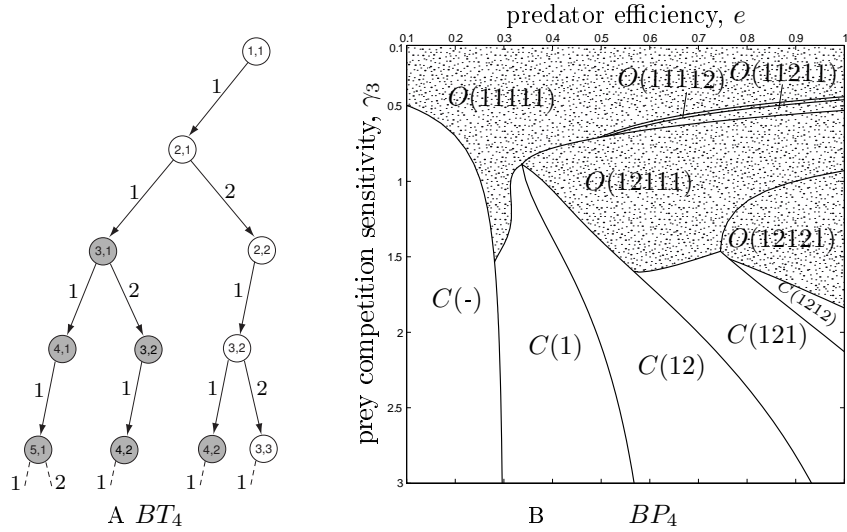 1,1
1
2,1
1 2
3,1 2,2
1 2 1
4,1 3,2 3,2
1 1 1 2
5,1 4,2 4,2 3,3
1 2 1 1 1
A BT₄
predator efficiency, e
0.1 0.2 0.3 0.4 0.5 0.6 0.7 0.8 0.9 1
prey competition sensitivity, γ₃
0.1
0.5
1
1.5
2
2.5
3
O(11111)
O(11112)
O(11211)
O(12111)
O(12121)
C(1212)
C(-)
C(1)
C(12)
C(121)
B BP₄